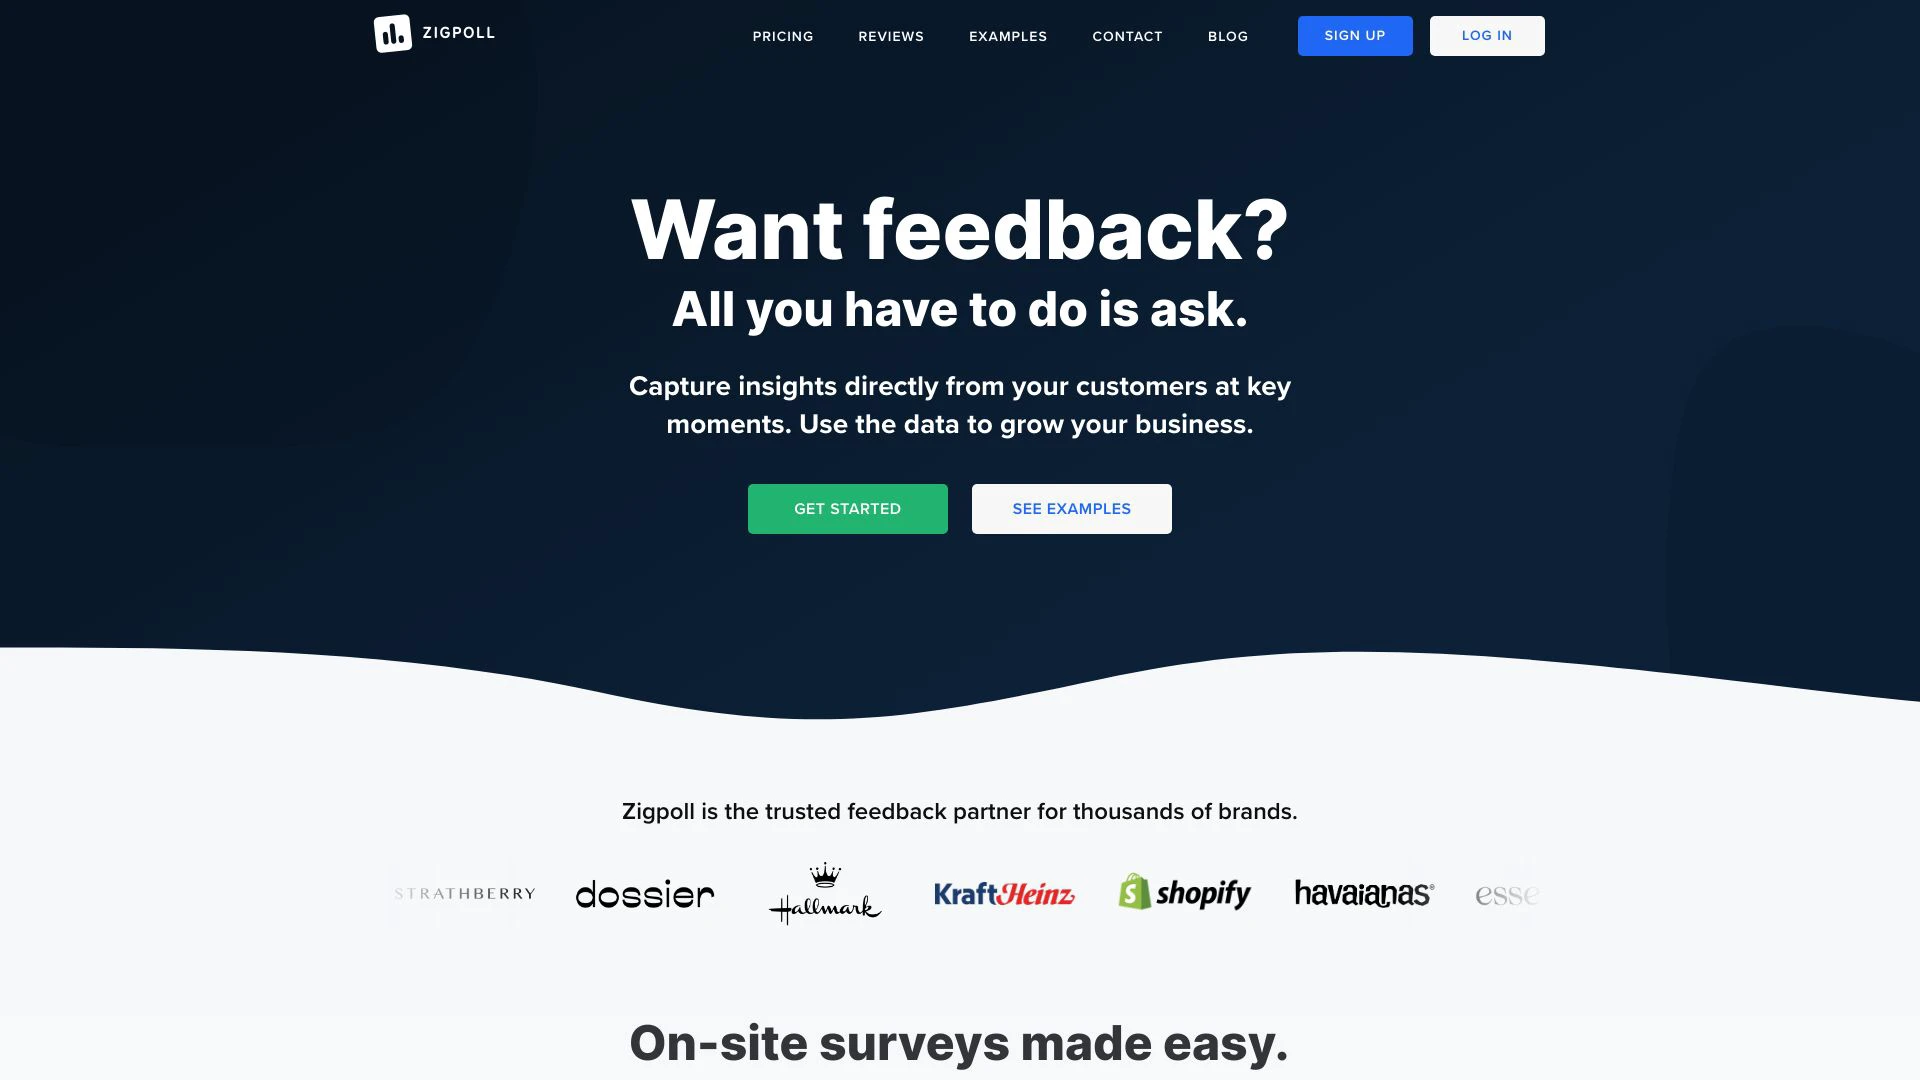 ZIGPOLL
PRICING
REVIEWS
EXAMPLES
CONTACT
BLOG
SIGN UP
LOG IN
Want feedback?
All you have to do is ask.
Capture insights directly from your customers at key
moments. Use the data to grow your business.
GET STARTED
SEE EXAMPLES
Zigpoll is the trusted feedback partner for thousands of brands.
STRATHBERRY
dossier
Hallmark
KraftHeinz
shopify
havaianas®
esse
On-site surveys made easy.